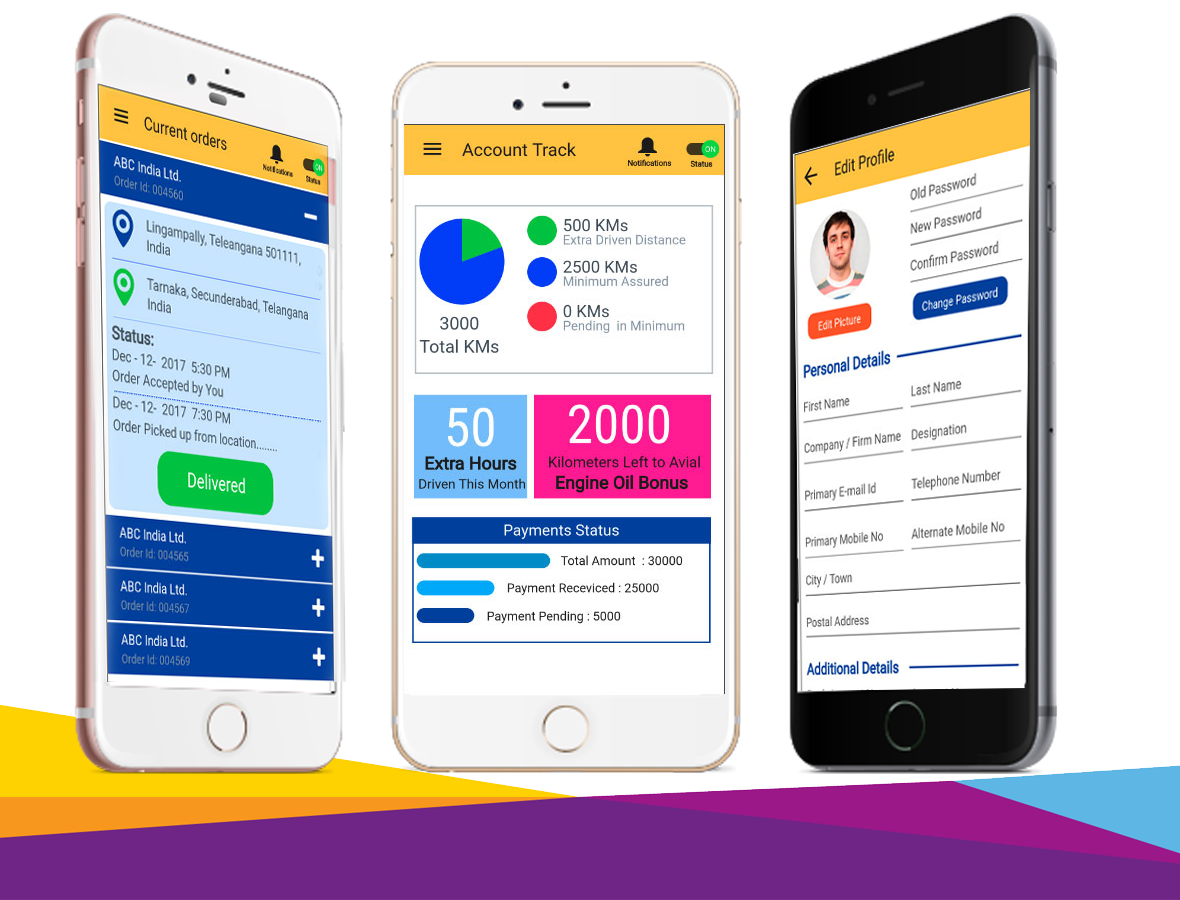 Current orders
Notifications
ON
Status
ABC India Ltd.
Order Id: 004560
Lingampally, Teleangana 501111,
India
Tarnaka, Secunderabad, Telangana
India
Status:
Dec - 12- 2017 5:30 PM
Order Accepted by You
Dec - 12- 2017 7:30 PM
Order Picked up from location........
Delivered
ABC India Ltd.
Order Id: 004565
ABC India Ltd.
Order Id: 004567
ABC India Ltd.
Order Id: 004569
Account Track
Notifications
ON
Status
500 KMs
Extra Driven Distance
2500 KMs
Minimum Assured
0 KMs
Pending in Minimum
3000
Total KMs
50
Extra Hours
Driven This Month
2000
Kilometers Left to Avial
Engine Oil Bonus
Payments Status
Total Amount : 30000
Payment Receviced : 25000
Payment Pending : 5000
Edit Profile
Old Password
New Password
Confirm Password
Change Password
Edit Picture
Personal Details
First Name
Last Name
Company / Firm Name
Designation
Primary E-mail Id
Telephone Number
Primary Mobile No
Alternate Mobile No
City / Town
Postal Address
Additional Details